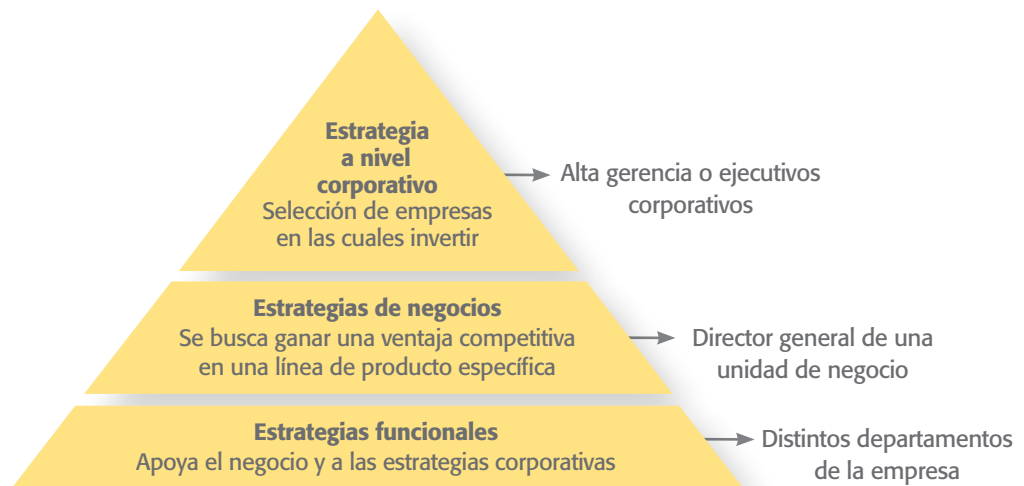 Estrategia
a nivel
corporativo
Selección de empresas
en las cuales invertir
Alta gerencia o ejecutivos
corporativos
Estrategias de negocios
Se busca ganar una ventaja competitiva
en una línea de producto específica
Director general de una
unidad de negocio
Estrategias funcionales
Apoya el negocio y a las estrategias corporativas
Distintos departamentos
de la empresa